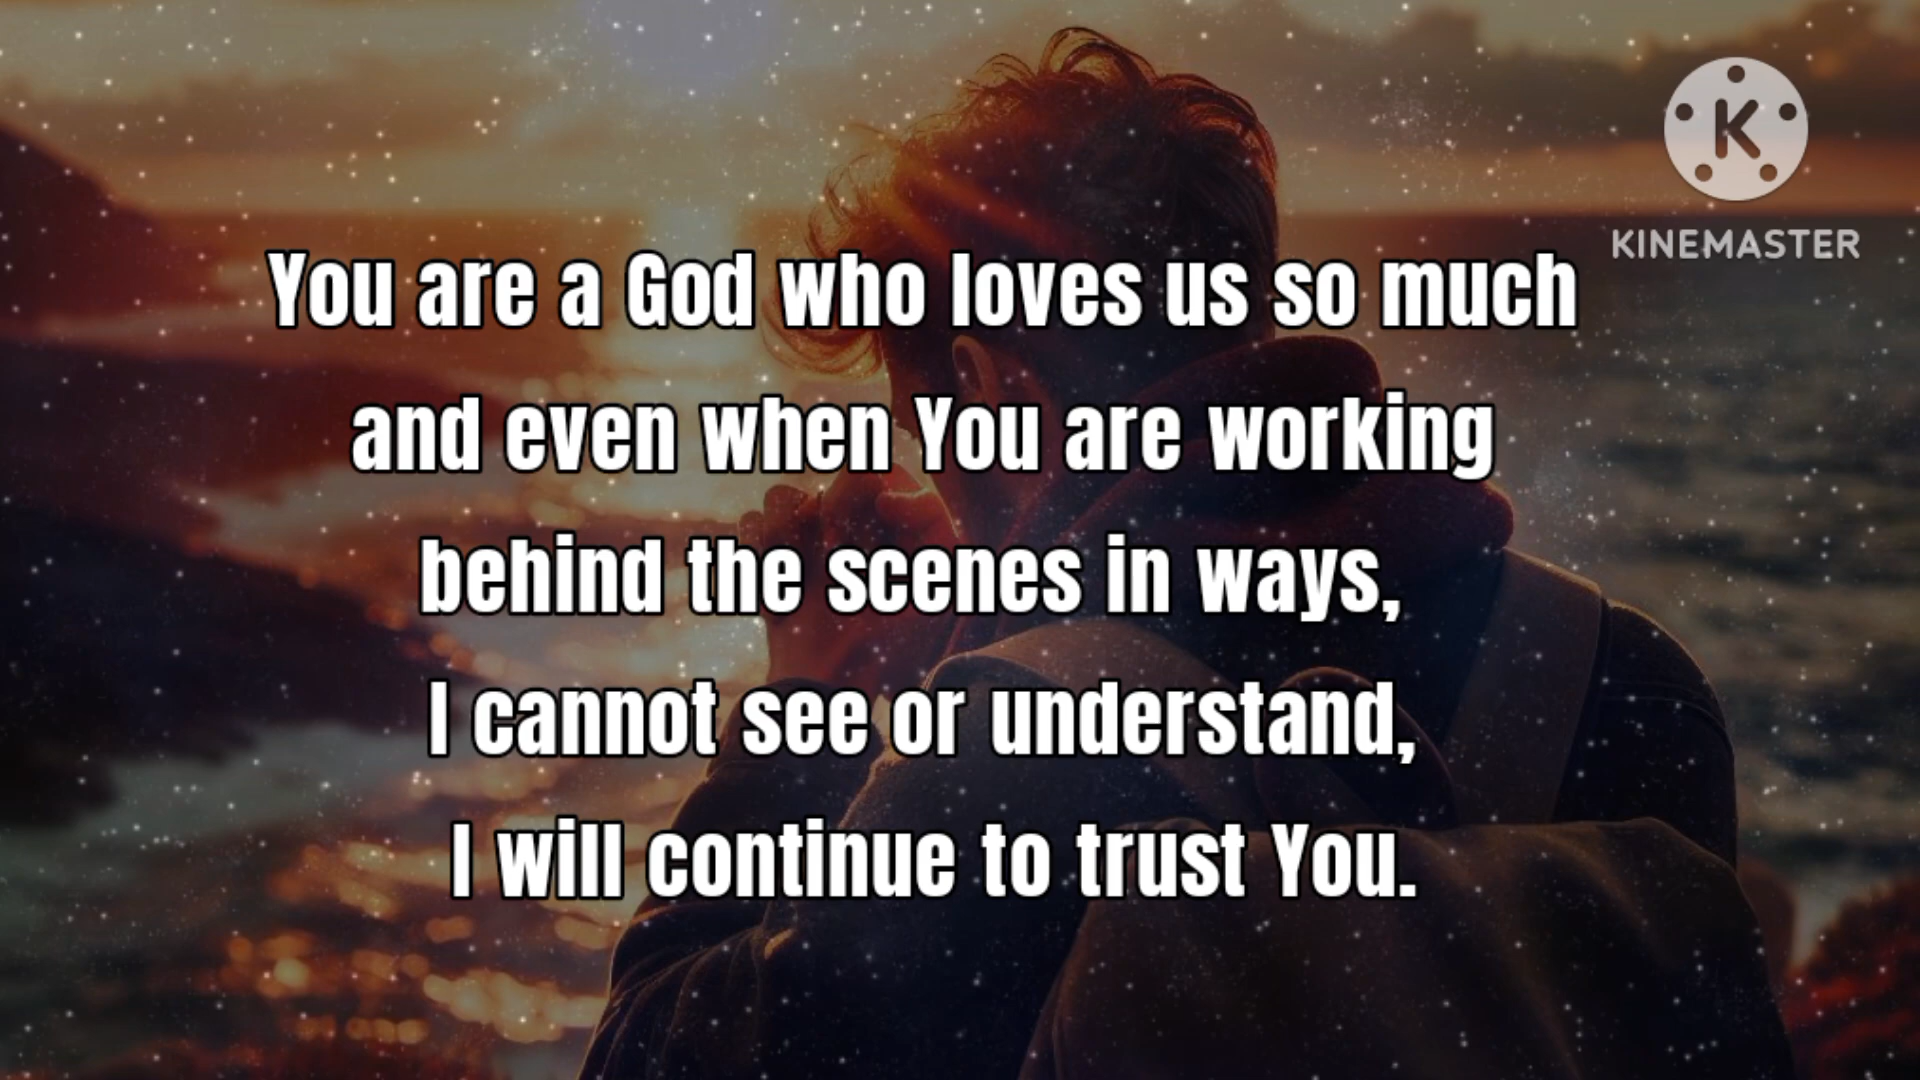 K
KINEMASTER
You are a God who loves us so much
and even when You are working
behind the scenes in ways,
I cannot see or understand,
I will continue to trust You.